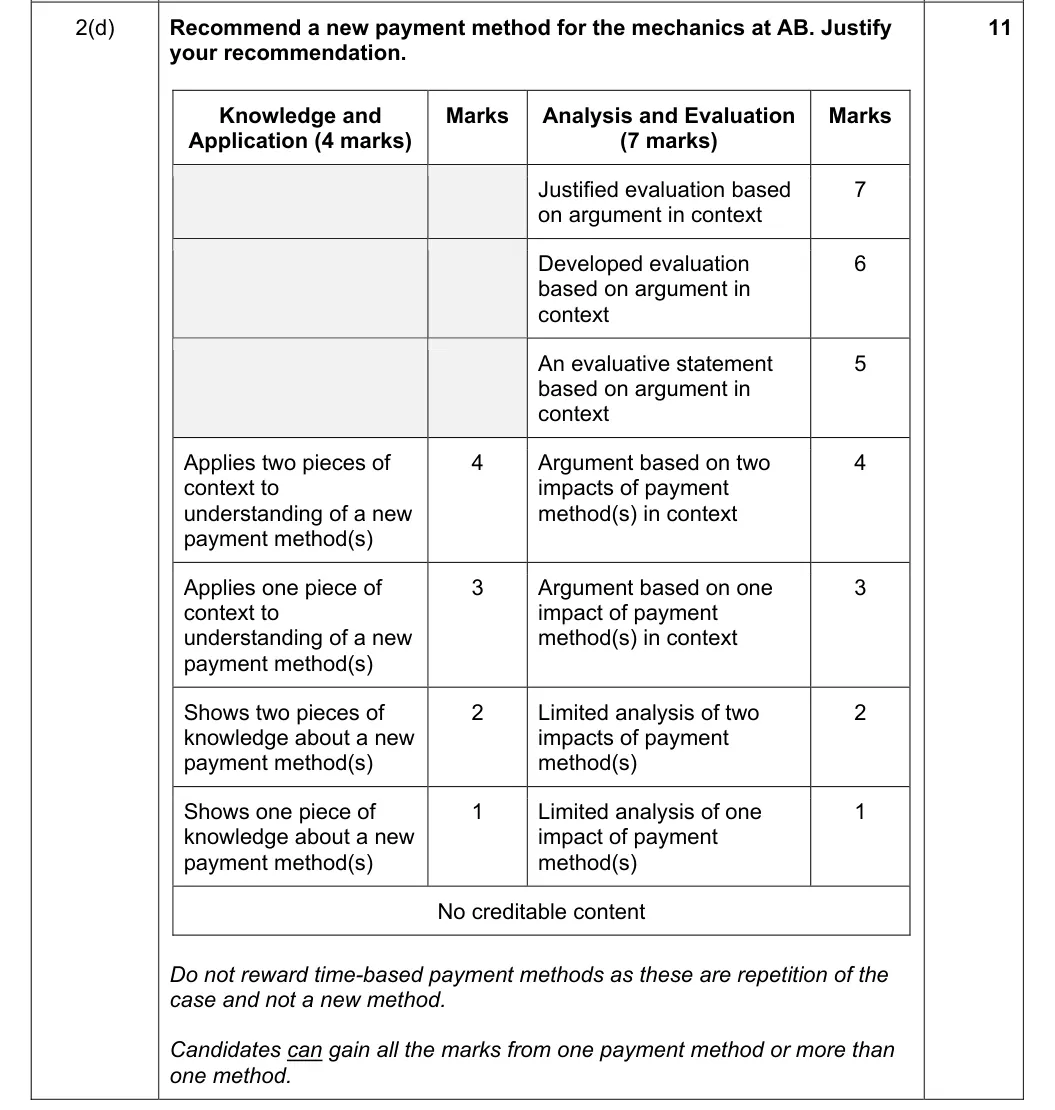 2(d)
Recommend a new payment method for the mechanics at AB. Justify
your recommendation.
11
Knowledge and
Application (4 marks)
Marks
Analysis and Evaluation
(7 marks)
Marks
Justified evaluation based
on argument in context
7
Developed evaluation
based on argument in
context
6
An evaluative statement
based on argument in
context
5
Applies two pieces of
context to
understanding of a new
payment method(s)
4
Argument based on two
impacts of payment
method(s) in context
4
Applies one piece of
context to
understanding of a new
payment method(s)
3
Argument based on one
impact of payment
method(s) in context
3
Shows two pieces of
knowledge about a new
payment method(s)
2
Limited analysis of two
impacts of payment
method(s)
2
Shows one piece of
knowledge about a new
payment method(s)
1
Limited analysis of one
impact of payment
method(s)
1
No creditable content
Do not reward time-based payment methods as these are repetition of the
case and not a new method.
Candidates can gain all the marks from one payment method or more than
one method.